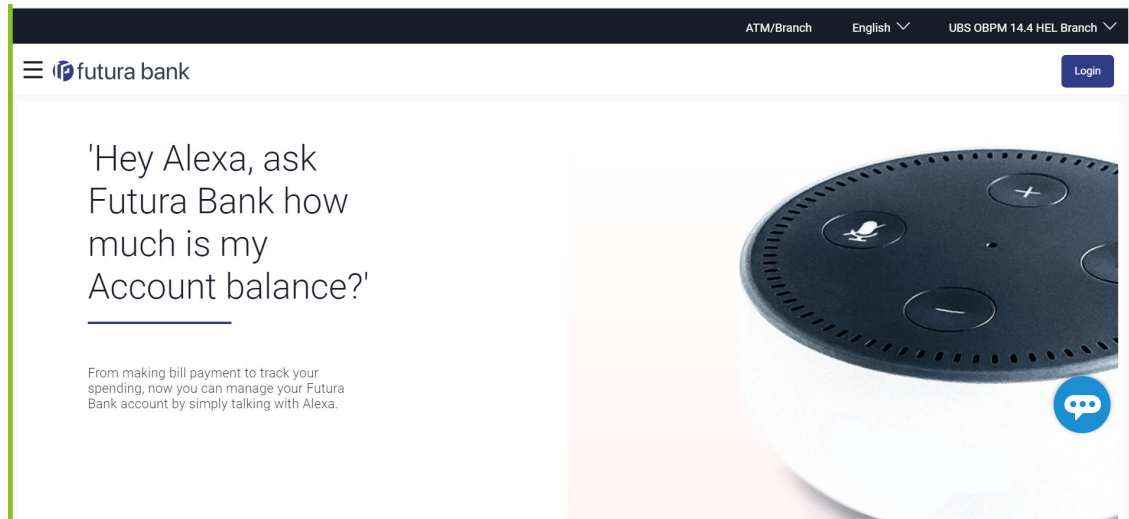 ATM/Branch English UBS OBPM 14.4 HEL Branch
futura bank
Login
'Hey Alexa, ask
Futura Bank how
much is my
Account balance?'
From making bill payment to track your
spending, now you can manage your Futura
Bank account by simply talking with Alexa.